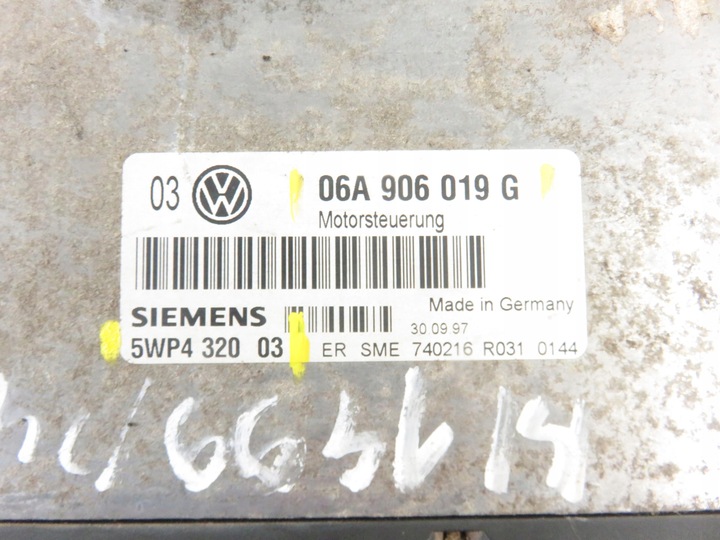 03 VW 06A 906 019 G
Motorsteuerung
Made in Germany
SIEMENS 30 09 97
5WP4 320 03 ER SME 740216 R031 0144